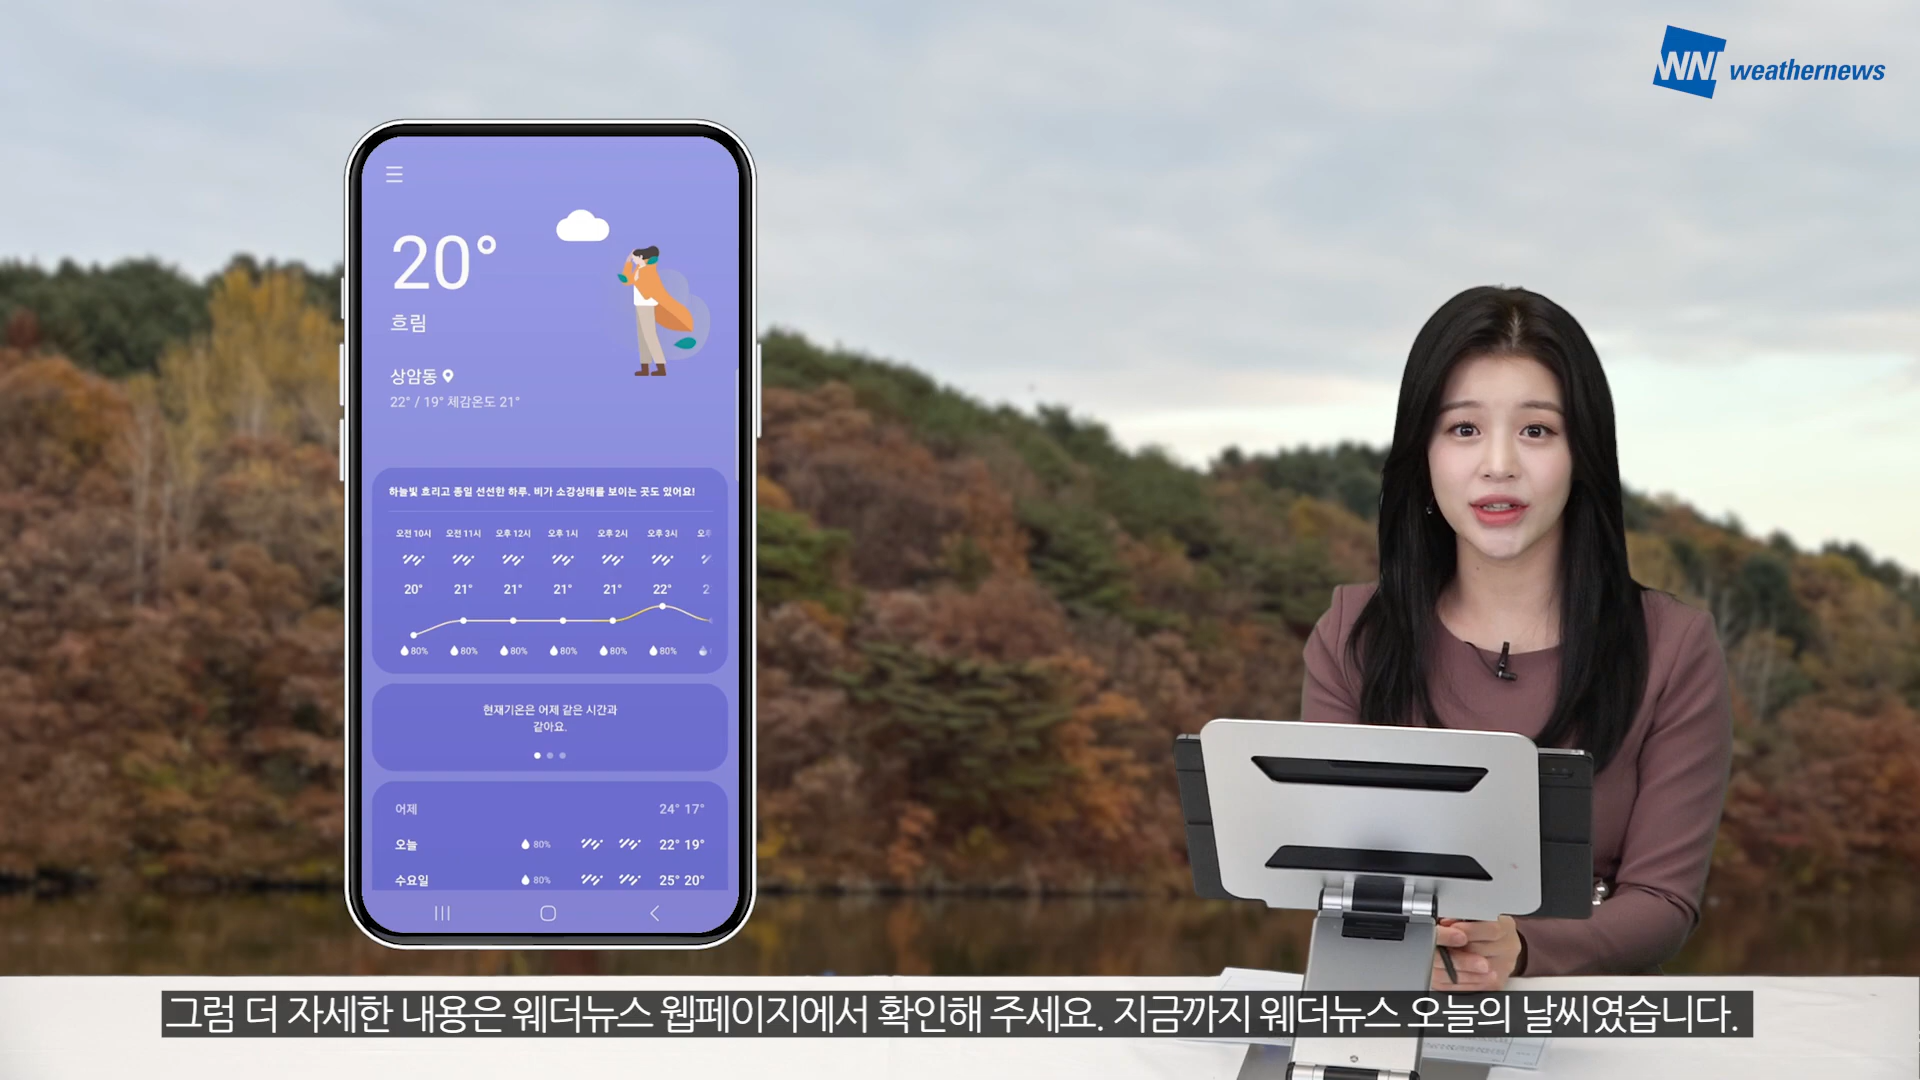 WNI weathernews
20°
흐림
상암동
22° / 19° 체감온도 21°
하늘빛 흐리고 종일 선선한 하루. 비가 소강상태를 보이는 곳도 있어요!
오전 10시 오전 11시 오후 12시 오후 1시 오후 2시 오후 3시
20° 21° 21° 21° 21° 22°
80% 80% 80% 80% 80% 80%
현재기온은 어제 같은 시간과
같아요.
어제 24° 17°
오늘 80% 22° 19°
수요일 80% 25° 20°
그럼 더 자세한 내용은 웨더뉴스 웹페이지에서 확인해 주세요. 지금까지 웨더뉴스 오늘의 날씨였습니다.